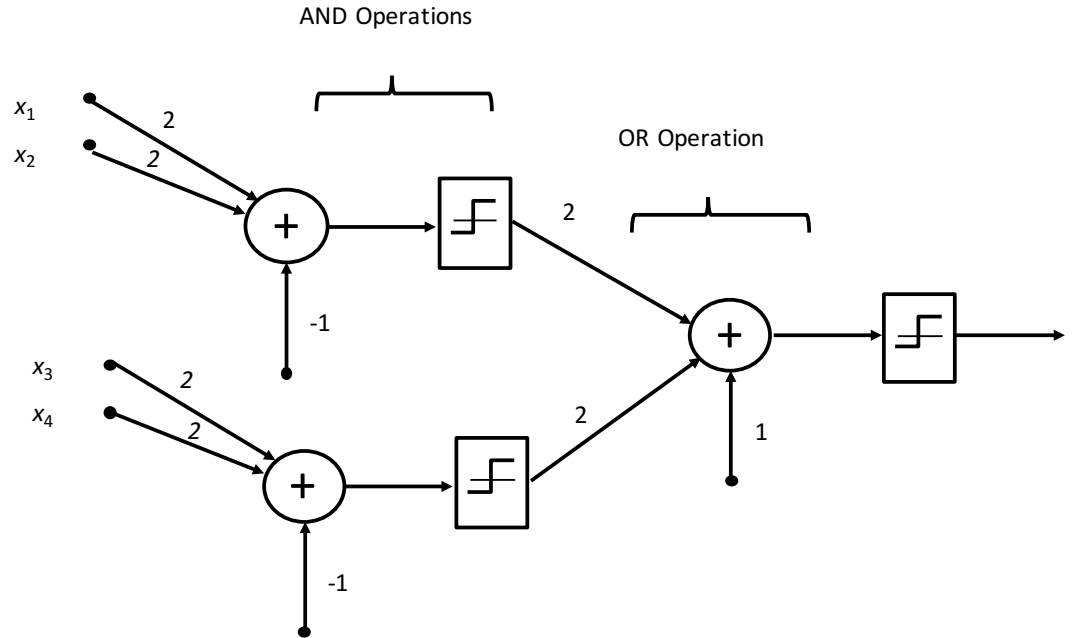 AND Operations
x1
2
x2
2
OR Operation
+
2
-1
+
x3
2
x4
2
2
1
+
-1